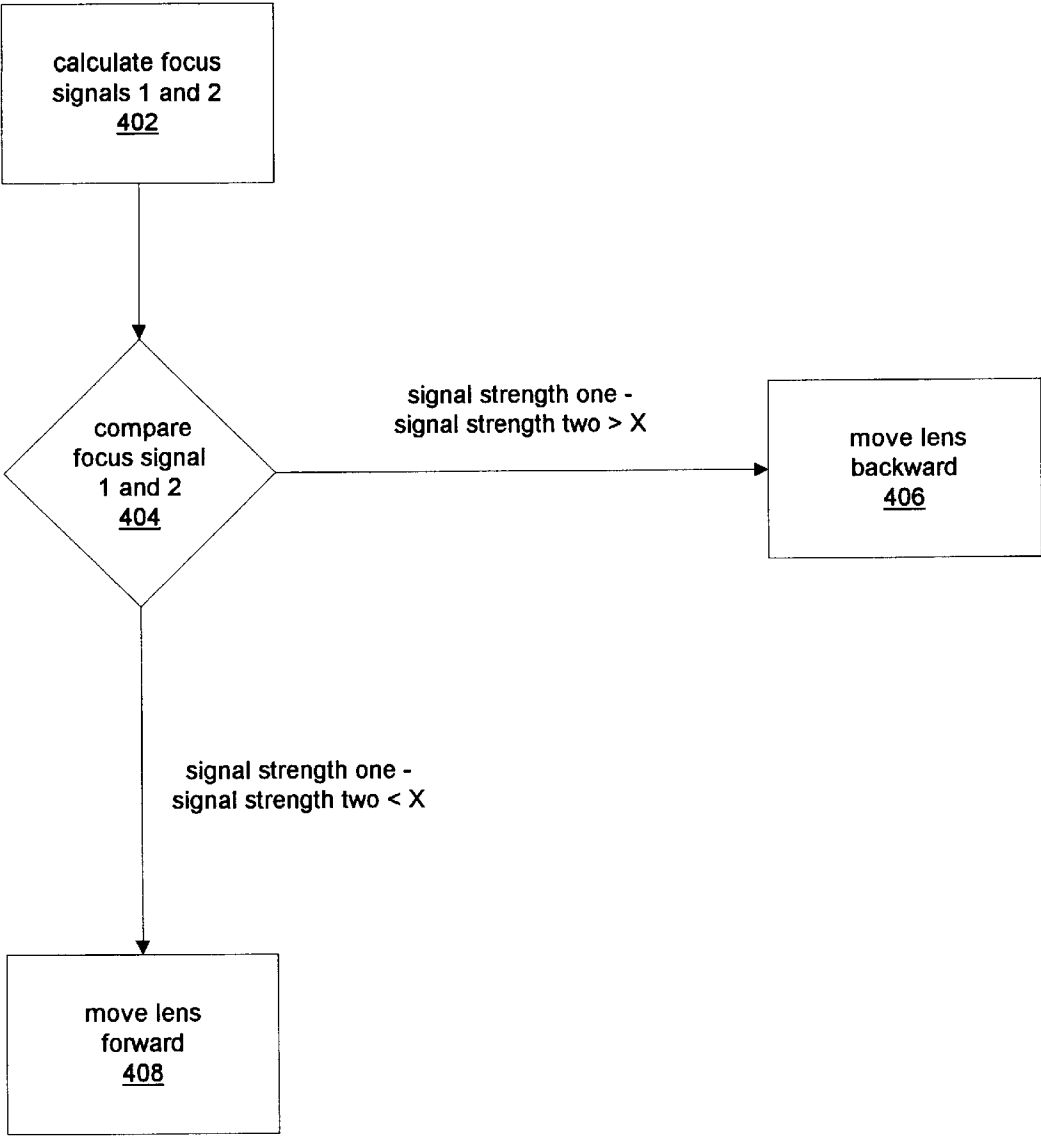 calculate focus
signals 1 and 2
402
compare
focus signal
1 and 2
404
signal strength one -
signal strength two > X
move lens
backward
406
signal strength one -
signal strength two < X
move lens
forward
408